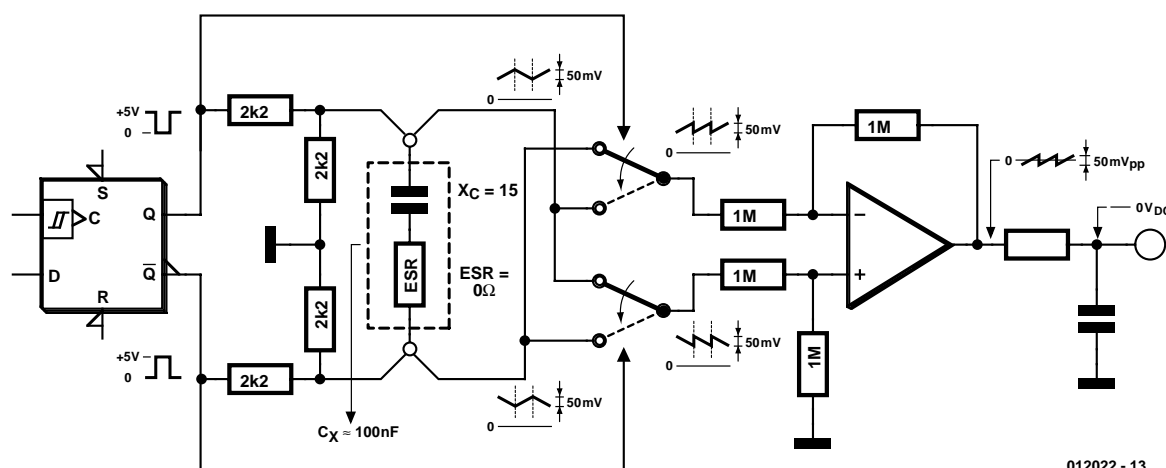 +5V
0
2k2
2k2
S
C
Q
D
Q
R
+5V
0
2k2
2k2
0
50mV
XC = 15
ESR
ESR =
0Ω
0
50mV
CX ≈ 100nF
0
50mV
0
50mV
1M
1M
1M
1M
−
+
0
50mVpp
0VDC
012022 - 13